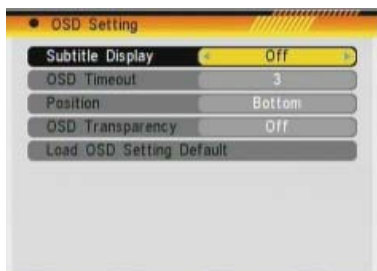 OSD Setting
Subtitle Display Off
OSD Timeout 3
Position Bottom
OSD Transparency Off
Load OSD Setting Default